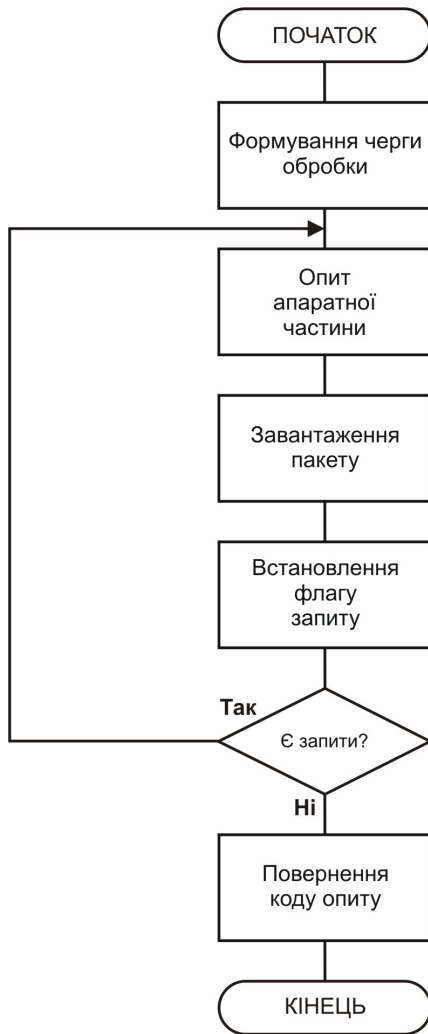 ПОЧАТОК
Формування черги
обробки
Опит
апаратної
частини
Завантаження
пакету
Встановлення
флагу
запиту
Так
Є запити?
Ні
Повернення
коду опиту
КІНЕЦЬ